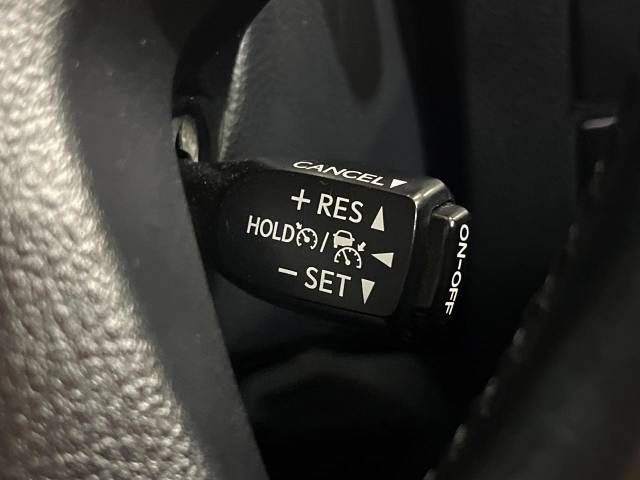 CANCEL ▼
+ RES ▲
HOLD / ◀
− SET ▼
ON-OFF